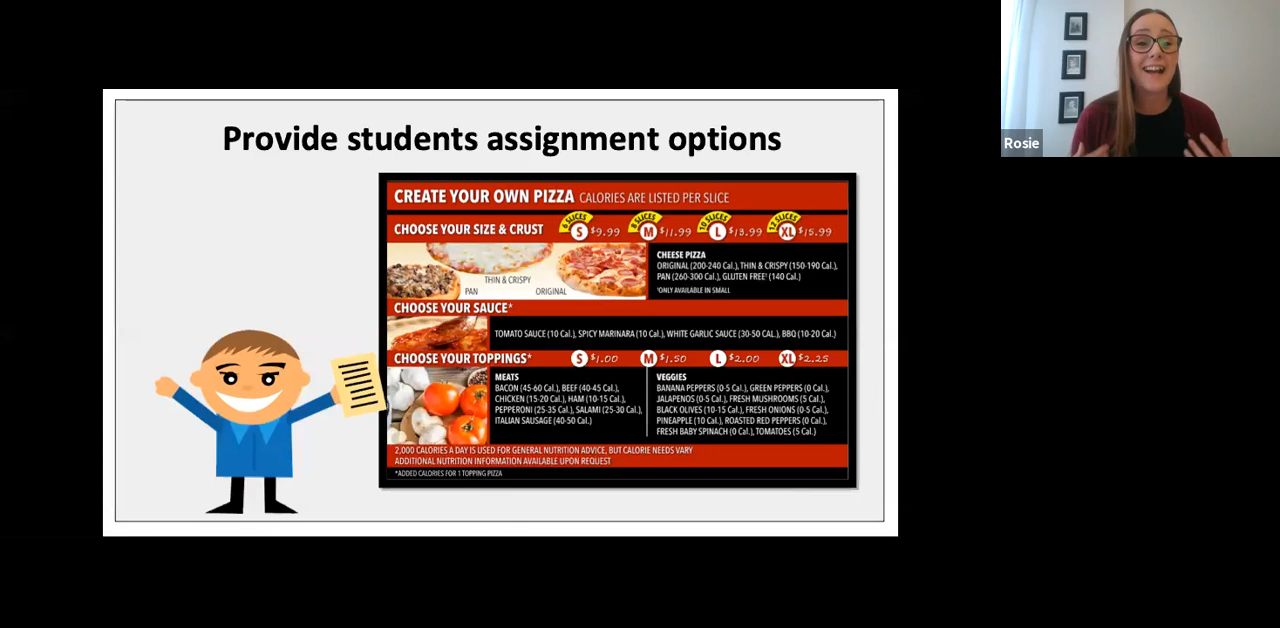 Provide students assignment options
CREATE YOUR OWN PIZZA CALORIES ARE LISTED PER SLICE
CHOOSE YOUR SIZE & CRUST 6 SLICES S $9.99 8 SLICES M $11.99 10 SLICES L $13.99 12 SLICES XL $15.99
THIN & CRISPY
PAN ORIGINAL
CHEESE PIZZA
ORIGINAL (200-240 Cal.), THIN & CRISPY (150-190 Cal.),
PAN (260-300 Cal.), GLUTEN FREE† (140 Cal.)
†ONLY AVAILABLE IN SMALL
CHOOSE YOUR SAUCE*
TOMATO SAUCE (10 Cal.), SPICY MARINARA (10 Cal.), WHITE GARLIC SAUCE (30-50 CAL.), BBQ (10-20 Cal.)
CHOOSE YOUR TOPPINGS* S $1.00 M $1.50 L $2.00 XL $2.25
MEATS
BACON (45-60 Cal.), BEEF (40-45 Cal.),
CHICKEN (15-20 Cal.), HAM (10-15 Cal.),
PEPPERONI (25-35 Cal.), SALAMI (25-30 Cal.),
ITALIAN SAUSAGE (40-50 Cal.)
VEGGIES
BANANA PEPPERS (0-5 Cal.), GREEN PEPPERS (0 Cal.),
JALAPENOS (0-5 Cal.), FRESH MUSHROOMS (5 Cal.),
BLACK OLIVES (10-15 Cal.), FRESH ONIONS (0-5 Cal.),
PINEAPPLE (10 Cal.), ROASTED RED PEPPERS (0 Cal.),
FRESH BABY SPINACH (0 Cal.), TOMATOES (5 Cal.)
2,000 CALORIES A DAY IS USED FOR GENERAL NUTRITION ADVICE, BUT CALORIE NEEDS VARY
ADDITIONAL NUTRITION INFORMATION AVAILABLE UPON REQUEST
*ADDED CALORIES FOR 1 TOPPING PIZZA
Rosie